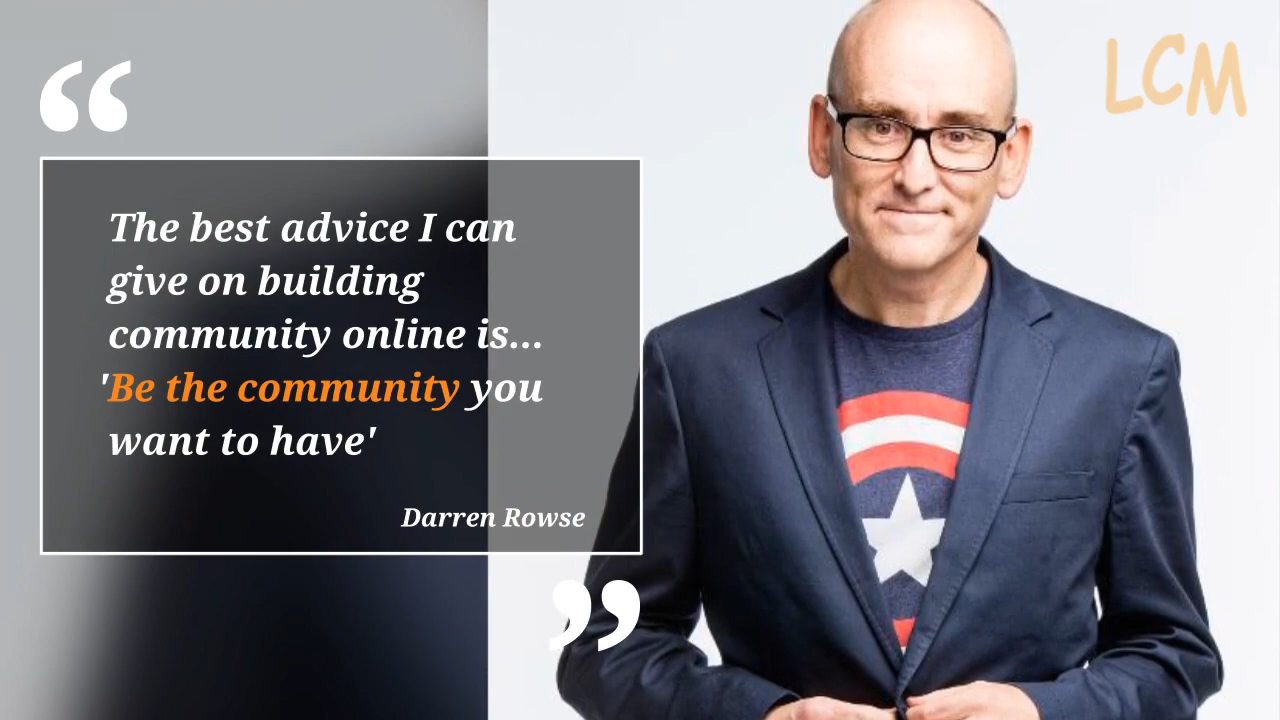 LCM
“
The best advice I can
give on building
community online is...
'Be the community you
want to have'
Darren Rowse
”